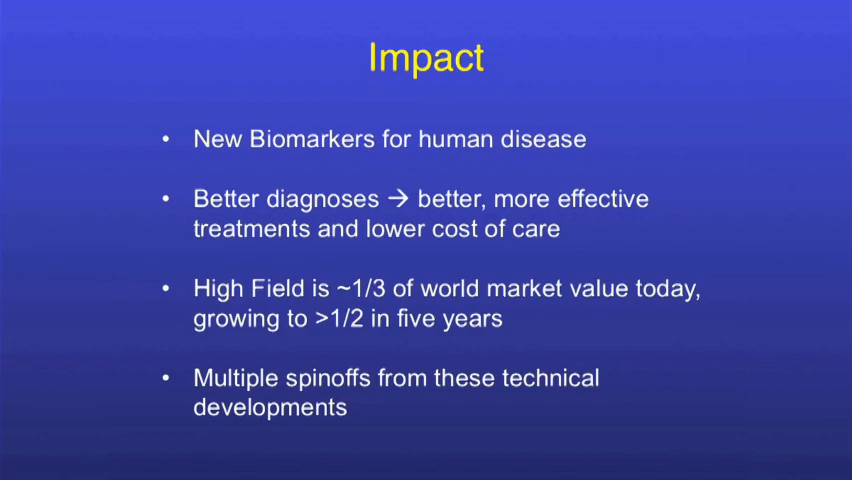 Impact
• New Biomarkers for human disease
• Better diagnoses → better, more effective
treatments and lower cost of care
• High Field is ~1/3 of world market value today,
growing to >1/2 in five years
• Multiple spinoffs from these technical
developments